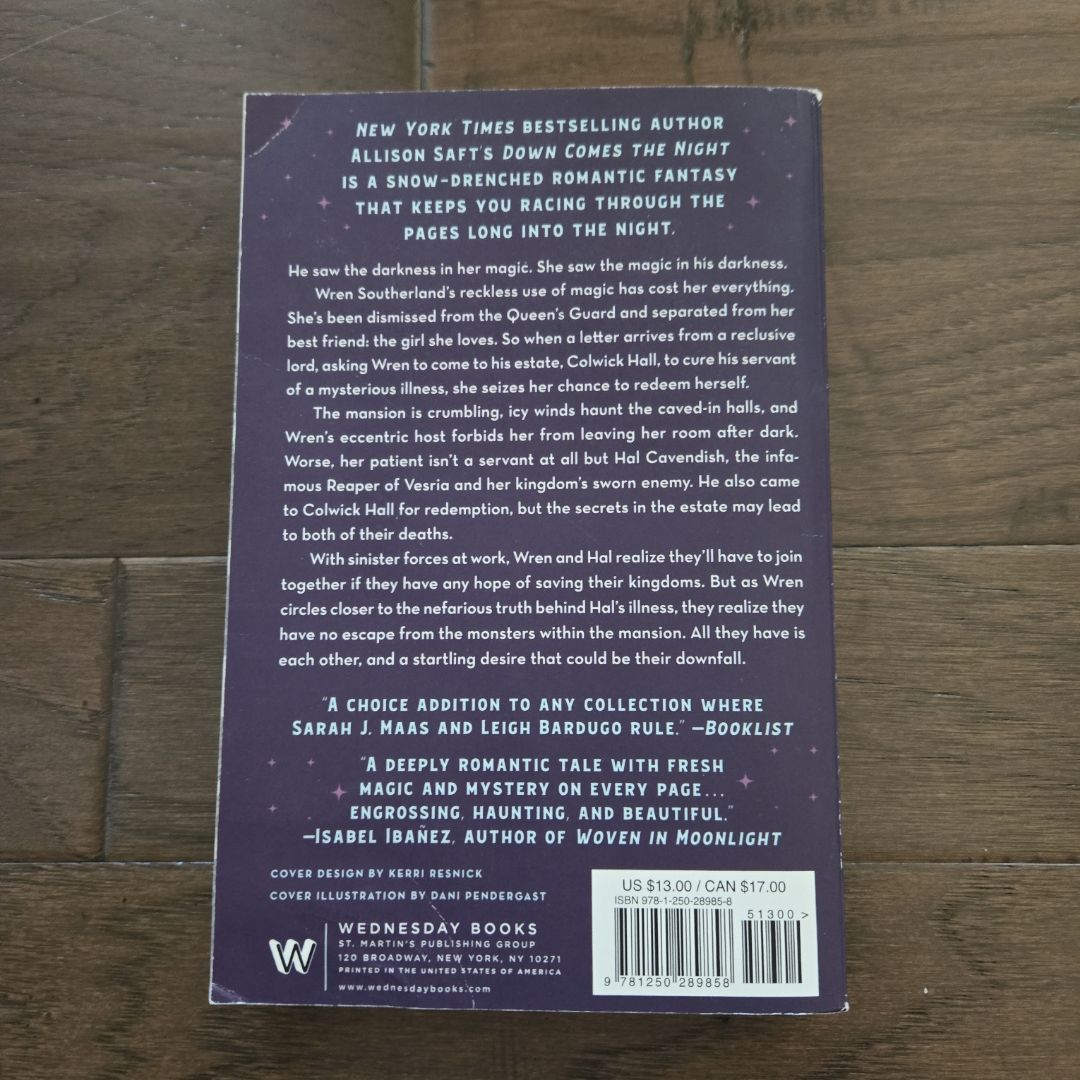 NEW YORK TIMES BESTSELLING AUTHOR
ALLISON SAFT'S DOWN COMES THE NIGHT
IS A SNOW-DRENCHED ROMANTIC FANTASY
THAT KEEPS YOU RACING THROUGH THE
PAGES LONG INTO THE NIGHT.
He saw the darkness in her magic. She saw the magic in his darkness.
Wren Southerland's reckless use of magic has cost her everything.
She's been dismissed from the Queen's Guard and separated from her
best friend: the girl she loves. So when a letter arrives from a reclusive
lord, asking Wren to come to his estate, Colwick Hall, to cure his servant
of a mysterious illness, she seizes her chance to redeem herself.
The mansion is crumbling, icy winds haunt the caved-in halls, and
Wren's eccentric host forbids her from leaving her room after dark.
Worse, her patient isn't a servant at all but Hal Cavendish, the infa-
mous Reaper of Vesria and her kingdom's sworn enemy. He also came
to Colwick Hall for redemption, but the secrets in the estate may lead
to both of their deaths.
With sinister forces at work, Wren and Hal realize they'll have to join
together if they have any hope of saving their kingdoms. But as Wren
circles closer to the nefarious truth behind Hal's illness, they realize they
have no escape from the monsters within the mansion. All they have is
each other, and a startling desire that could be their downfall.
"A CHOICE ADDITION TO ANY COLLECTION WHERE
SARAH J. MAAS AND LEIGH BARDUGO RULE." —BOOKLIST
"A DEEPLY ROMANTIC TALE WITH FRESH
MAGIC AND MYSTERY ON EVERY PAGE...
ENGROSSING, HAUNTING, AND BEAUTIFUL."
—ISABEL IBAÑEZ, AUTHOR OF WOVEN IN MOONLIGHT
COVER DESIGN BY KERRI RESNICK
COVER ILLUSTRATION BY DANI PENDERGAST
W
WEDNESDAY BOOKS
ST. MARTIN'S PUBLISHING GROUP
120 BROADWAY, NEW YORK, NY 10271
PRINTED IN THE UNITED STATES OF AMERICA
www.wednesdaybooks.com
US $13.00 / CAN $17.00
ISBN 978-1-250-28985-8
51300 >
9 781250 289858